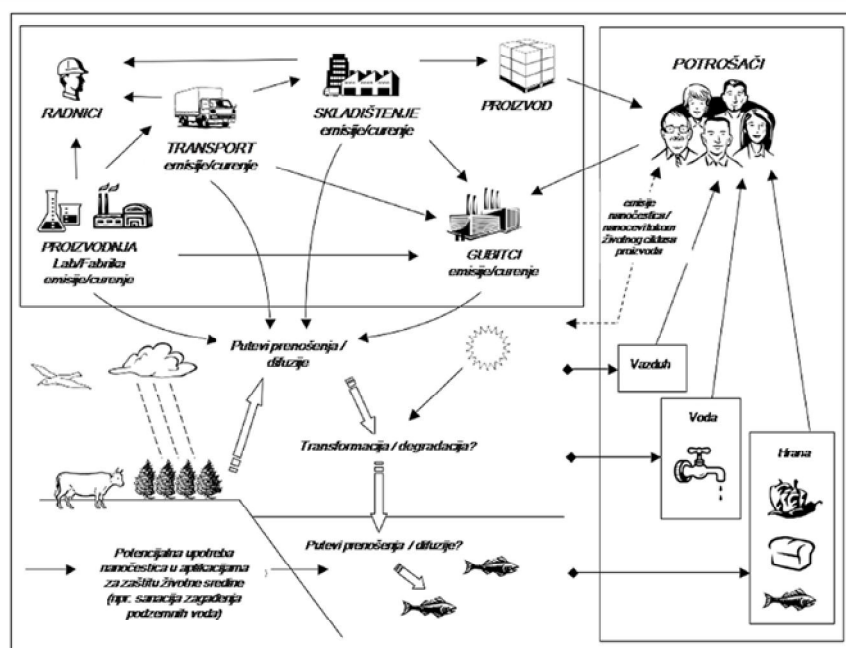 RADNICI
TRANSPORT
emisije/curenje
SKLADIŠTENJE
emisije/curenje
PROIZVOD
POTROŠAČI
PROIZVODNJA
Lab/Fabrika
emisije/curenje
GUBITCI
emisije/curenje
emisije
nanočestica /
nanocevi tokom
životnog ciklusa
proizvoda
Putevi prenošenja /
difuzije
Vazduh
Voda
Hrana
Transformacija / degradacija?
Putevi prenošenja / difuzije?
Potencijalna upotreba
nanočestica u aplikacijama
za zaštitu životne sredine
(npr. sanacija zagađenja
podzemnih voda)